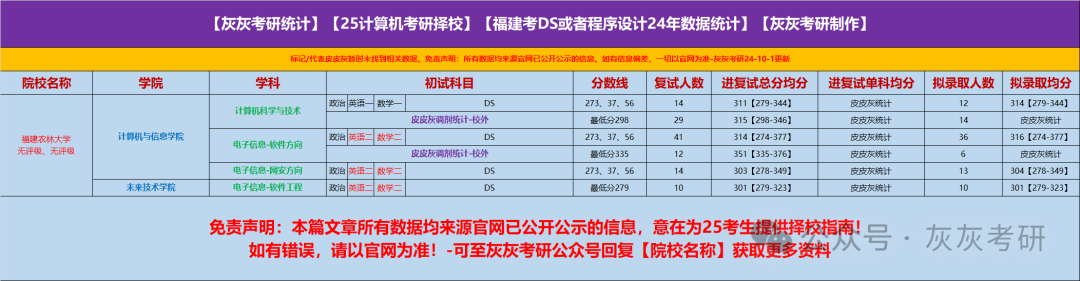 【灰灰考研统计】【25计算机考研择校】【福建考DS或者程序设计24年数据统计】【灰灰考研制作】
标记/代表皮皮灰暂时未找到相关数据，免责声明：所有数据均来源官网已公开公示的信息，如有信息偏差，一切以官网为准-灰灰考研24-10-1更新
院校名称 学院 学科 初试科目 分数线 复试人数 进复试总分均分 进复试单科均分 拟录取人数 拟录取均分
福建农林大学
无评级、无评级
计算机与信息学院
计算机科学与技术 政治 英语一 数学一 DS 273、37、56 14 311【279-344】 皮皮灰统计 12 314【279-344】
皮皮灰调剂统计-校外 最低分298 29 315【298-346】 皮皮灰统计 14 皮皮灰统计
电子信息-软件方向 政治 英语二 数学二 DS 273、37、56 41 314【274-377】 皮皮灰统计 36 316【274-377】
皮皮灰调剂统计-校外 最低分335 12 351【335-376】 皮皮灰统计 6 皮皮灰统计
电子信息-网安方向 政治 英语二 数学二 DS 273、37、56 14 303【278-349】 皮皮灰统计 13 304【278-349】
未来技术学院 电子信息-软件工程 政治 英语二 数学二 DS 最低分279 10 301【279-323】 皮皮灰统计 10 301【279-323】
免责声明：本篇文章所有数据均来源官网已公开公示的信息，意在为25考生提供择校指南！
如有错误，请以官网为准！-可至灰灰考研公众号回复【院校名称】获取更多资料
公众号 · 灰灰考研